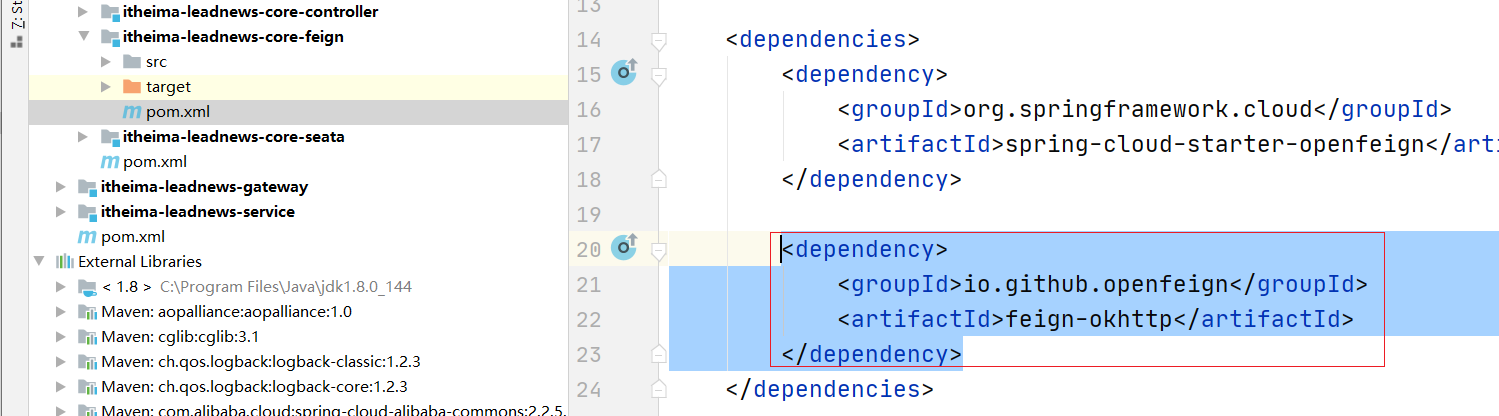 Z: St
itheima-leadnews-core-controller
itheima-leadnews-core-feign
src
target
pom.xml
itheima-leadnews-core-seata
pom.xml
itheima-leadnews-gateway
itheima-leadnews-service
pom.xml
External Libraries
< 1.8 > C:\Program Files\Java\jdk1.8.0_144
Maven: aopalliance:aopalliance:1.0
Maven: cglib:cglib:3.1
Maven: ch.qos.logback:logback-classic:1.2.3
Maven: ch.qos.logback:logback-core:1.2.3
Maven: com.alibaba.cloud:spring-cloud-alibaba-commons:2.2.5.
13
14 <dependencies>
15 <dependency>
16 <groupId>org.springframework.cloud</groupId>
17 <artifactId>spring-cloud-starter-openfeign</arti
18 </dependency>
19
20 <dependency>
21 <groupId>io.github.openfeign</groupId>
22 <artifactId>feign-okhttp</artifactId>
23 </dependency>
24 </dependencies>